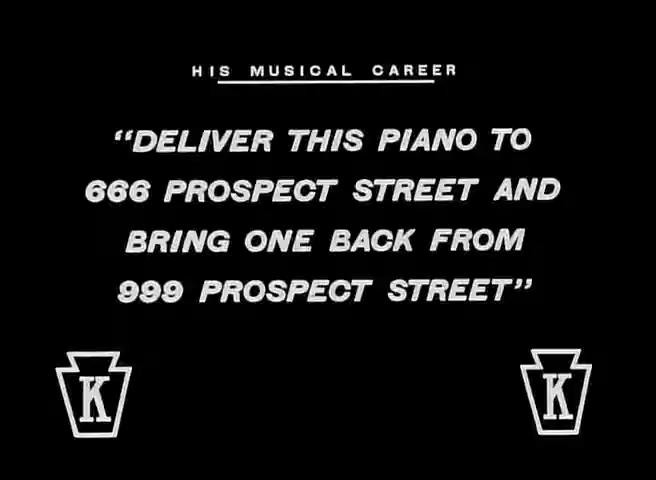 HIS MUSICAL CAREER
"DELIVER THIS PIANO TO
666 PROSPECT STREET AND
BRING ONE BACK FROM
999 PROSPECT STREET"
K K